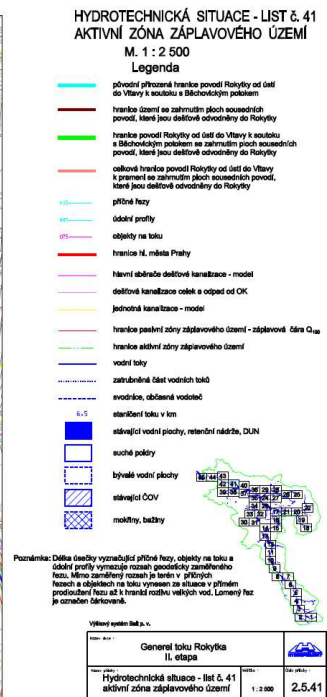 HYDROTECHNICKÁ SITUACE - LIST č. 41
AKTIVNÍ ZÓNA ZÁPLAVOVÉHO ÚZEMÍ
M. 1 : 2 500
Legenda
původní přirozená hranice povodí Rokytky od ústí
do Vltavy k soutoku s Běchovickým potokem
hranice území se zahrnutím ploch sousedních
povodí, které jsou dešťově odvodněny do Rokytky
hranice povodí Rokytky od ústí do Vltavy k soutoku
s Běchovickým potokem se zahrnutím ploch sousedních
povodí, které jsou dešťově odvodněny do Rokytky
celková hranice povodí Rokytky od ústí do Vltavy
k prameni se zahrnutím ploch sousedních povodí,
které jsou dešťově odvodněny do Rokytky
příčné řezy
údolní profily
objekty na toku
hranice hl. města Prahy
hlavní sběrače dešťové kanalizace - model
dešťová kanalizace celek a odpad od OK
jednotná kanalizace - model
hranice pasivní zóny záplavového území - záplavová čára Q100
hranice aktivní zóny záplavového území
vodní toky
zatrubněná část vodních toků
svodnice, občasná vodoteč
6.5 staničení toku v km
stávající vodní plochy, retenční nádrže, DUN
suché poldry
bývalé vodní plochy
stávající ČOV
mokřiny, bažiny
Poznámka: Délka úsečky vyznačující příčné řezy, objekty na toku a
údolní profily vymezuje rozsah geodeticky zaměřeného
řezu. Mimo zaměřený rozsah je terén v příčných
řezech a objektech na toku vynesen ze situace v přímém
prodloužení řezu až k hranici rozlivu velkých vod. Lomený řez
je označen čárkovaně.
Výškový systém Balt p. v.
Název akce :
Generel toku Rokytka
II. etapa
Název přílohy :
Hydrotechnická situace - list č. 41
aktivní zóna záplavového území
Měřítko :
1 : 2 500
Číslo přílohy :
2.5.41